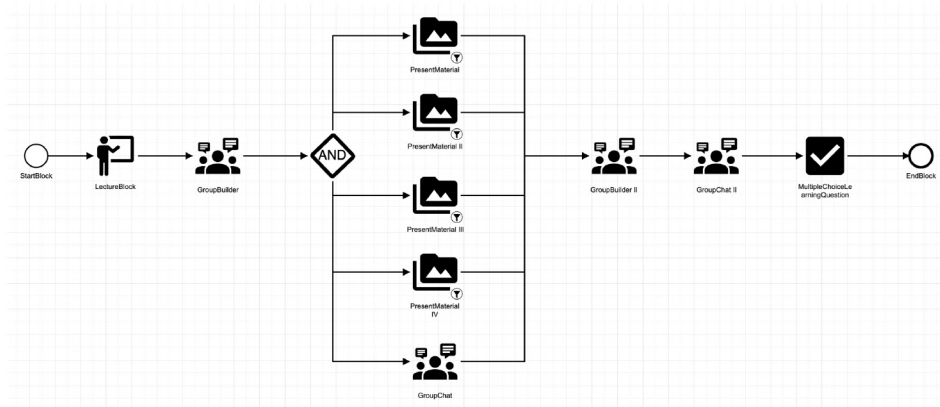 PresentMaterial
PresentMaterial II
AND
StartBlock
LectureBlock
GroupBuilder
GroupBuilder II
GroupChat II
MultipleChoiceLe
arningQuestion
EndBlock
PresentMaterial III
PresentMaterial
IV
GroupChat